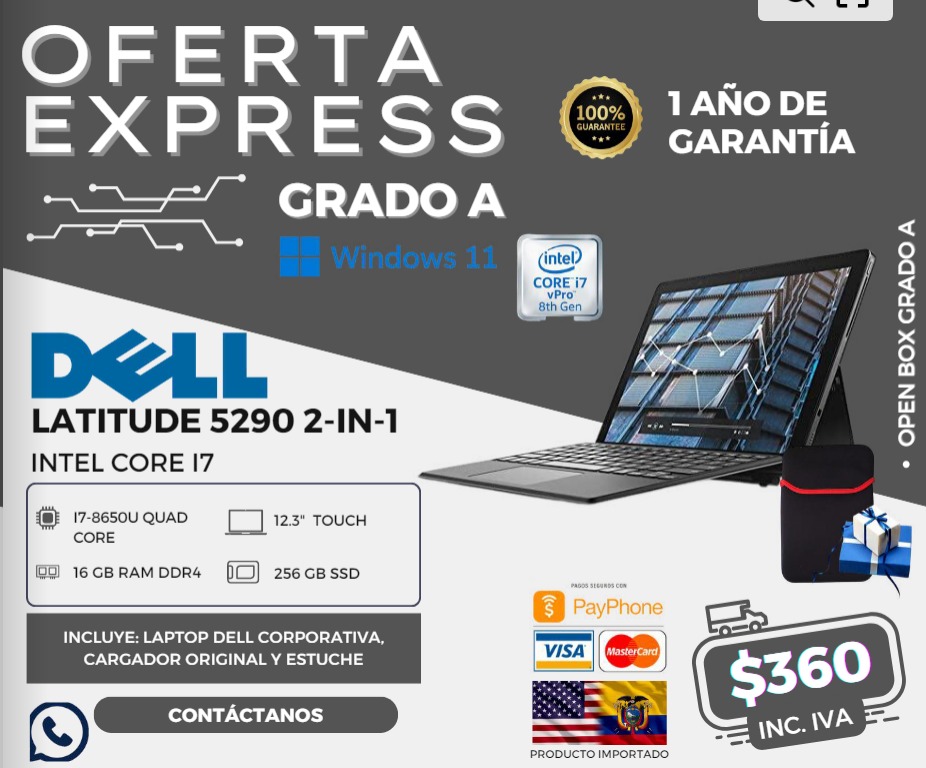 OFERTA
EXPRESS
100%
GUARANTEE
1 AÑO DE
GARANTÍA
GRADO A
Windows 11
intel
CORE i7
vPro
8th Gen
• OPEN BOX GRADO A
DELL
LATITUDE 5290 2-IN-1
INTEL CORE I7
I7-8650U QUAD
CORE
12.3" TOUCH
16 GB RAM DDR4
256 GB SSD
INCLUYE: LAPTOP DELL CORPORATIVA,
CARGADOR ORIGINAL Y ESTUCHE
CONTÁCTANOS
PAGOS SEGUROS CON
PayPhone
VISA
MasterCard
PRODUCTO IMPORTADO
$360
INC. IVA